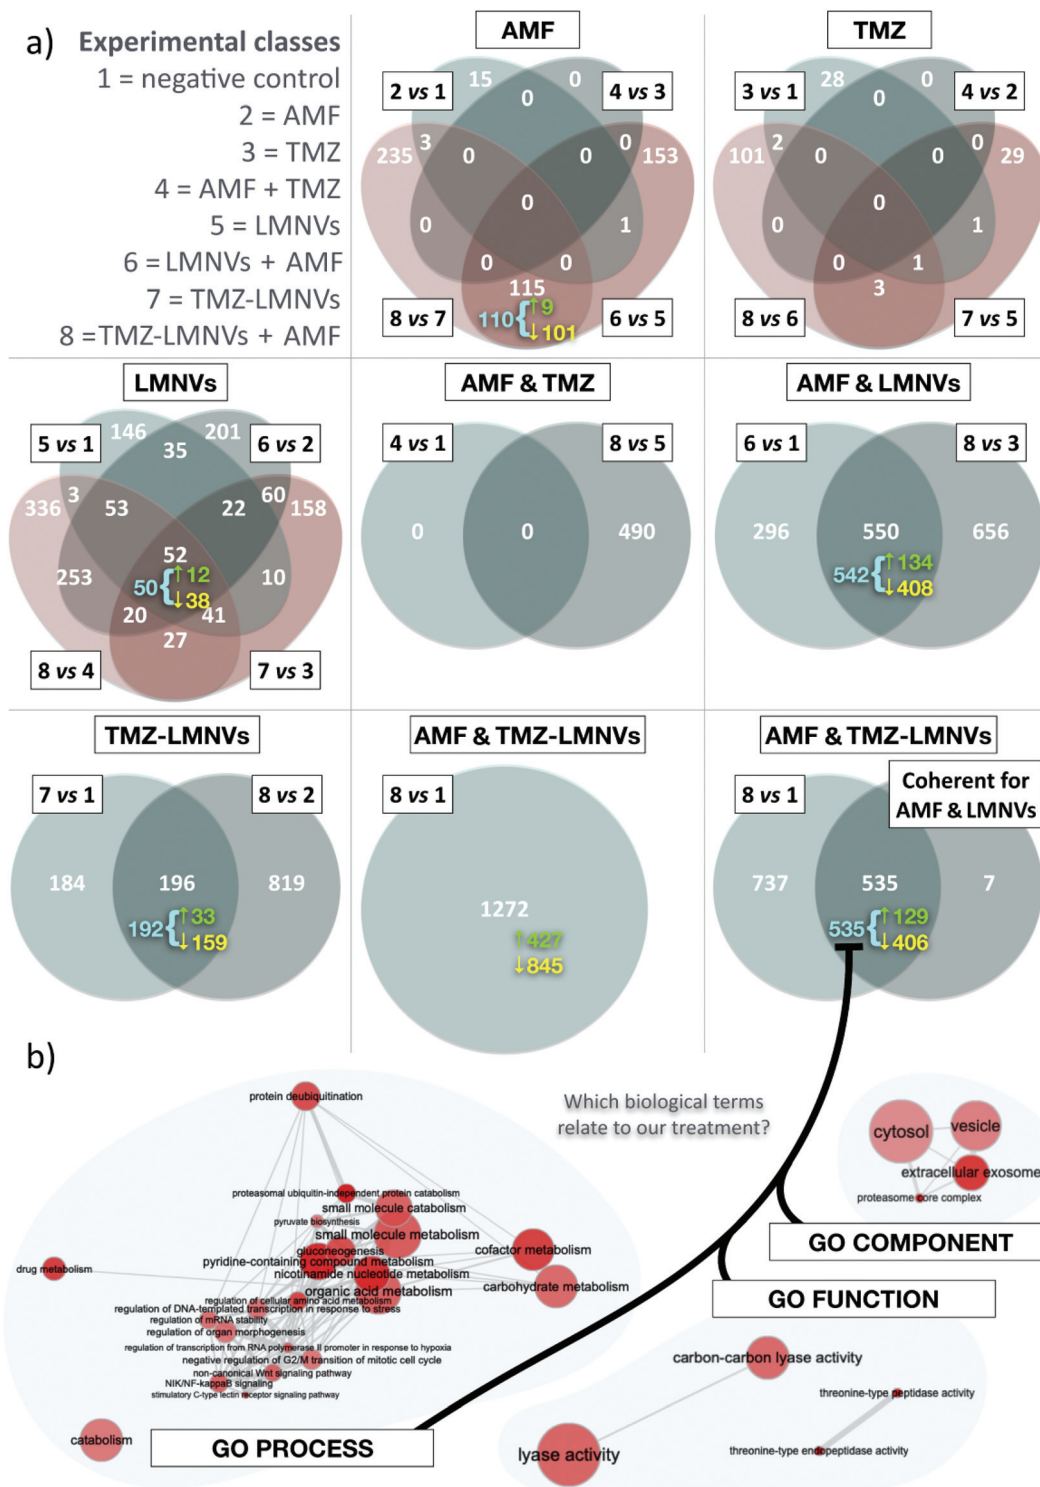 a)
Experimental classes
1 = negative control
2 = AMF
3 = TMZ
4 = AMF + TMZ
5 = LMNVs
6 = LMNVs + AMF
7 = TMZ-LMNVs
8 = TMZ-LMNVs + AMF
AMF
2 vs 1
15
0
4 vs 3
0
235
3
0
0
0
153
0
0
1
0
0
115
110 { ↑9
↓101
8 vs 7
6 vs 5
TMZ
3 vs 1
28
0
4 vs 2
0
101
2
0
0
0
29
0
0
1
0
1
3
8 vs 6
7 vs 5
LMNVs
5 vs 1
146
201
6 vs 2
35
336
3
53
22
60
158
52
253
50 { ↑12
↓38
10
20
41
27
8 vs 4
7 vs 3
AMF & TMZ
4 vs 1
8 vs 5
0
0
490
AMF & LMNVs
6 vs 1
8 vs 3
296
550
656
542 { ↑134
↓408
TMZ-LMNVs
7 vs 1
8 vs 2
184
196
819
192 { ↑33
↓159
AMF & TMZ-LMNVs
8 vs 1
1272
↑427
↓845
AMF & TMZ-LMNVs
8 vs 1
Coherent for
AMF & LMNVs
737
535
7
535 { ↑129
↓406
b)
Which biological terms
relate to our treatment?
protein deubiquitination
proteasomal ubiquitin-independent protein catabolism
small molecule catabolism
pyruvate biosynthesis
small molecule metabolism
gluconeogenesis
pyridine-containing compound metabolism
nicotinamide nucleotide metabolism
organic acid metabolism
cofactor metabolism
carbohydrate metabolism
drug metabolism
regulation of cellular amino acid metabolism
regulation of DNA-templated transcription in response to stress
regulation of mRNA stability
regulation of organ morphogenesis
regulation of transcription from RNA polymerase II promoter in response to hypoxia
negative regulation of G2/M transition of mitotic cell cycle
non-canonical Wnt signaling pathway
NIK/NF-kappaB signaling
stimulatory C-type lectin receptor signaling pathway
catabolism
GO PROCESS
cytosol
vesicle
extracellular exosome
proteasome core complex
GO COMPONENT
GO FUNCTION
carbon-carbon lyase activity
threonine-type peptidase activity
lyase activity
threonine-type endopeptidase activity